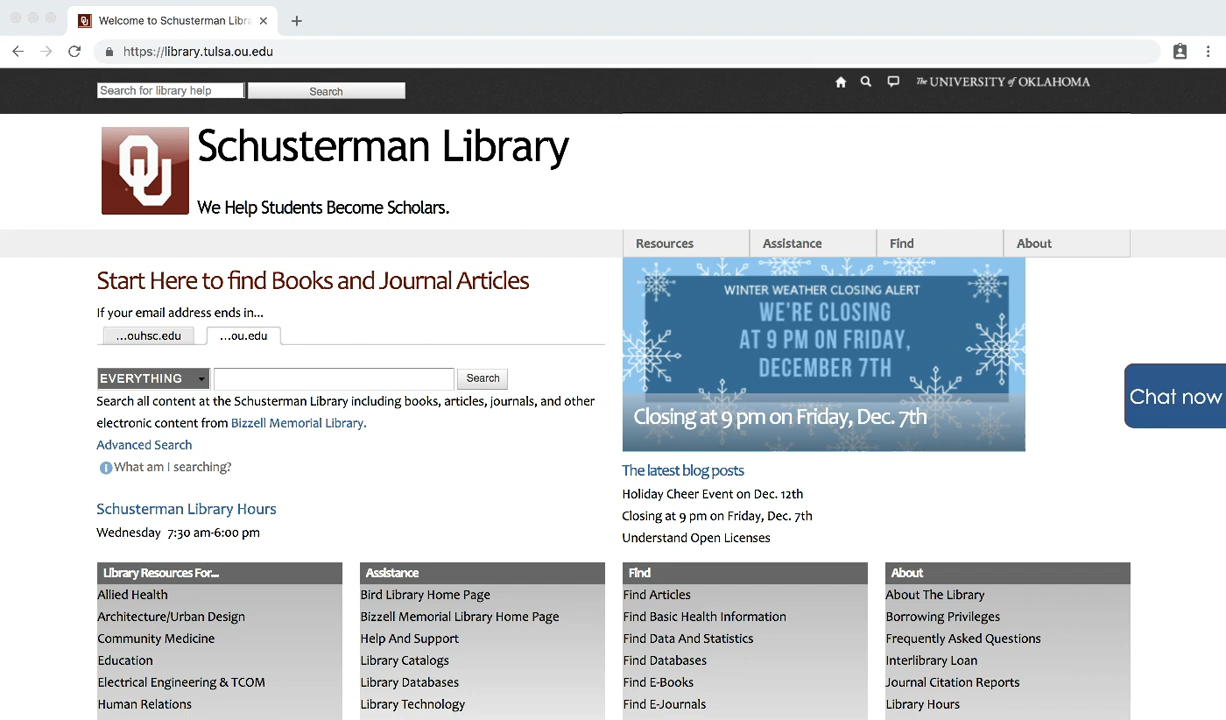 Welcome to Schusterman Libr
https://library.tulsa.ou.edu
Search for library help
Search
The UNIVERSITY of OKLAHOMA
OU
Schusterman Library
We Help Students Become Scholars.
Resources
Assistance
Find
About
Start Here to find Books and Journal Articles
If your email address ends in...
...ouhsc.edu
...ou.edu
EVERYTHING
Search
Search all content at the Schusterman Library including books, articles, journals, and other
electronic content from Bizzell Memorial Library.
Advanced Search
What am I searching?
Schusterman Library Hours
Wednesday 7:30 am-6:00 pm
WINTER WEATHER CLOSING ALERT
WE'RE CLOSING
AT 9 PM ON FRIDAY,
DECEMBER 7TH
Closing at 9 pm on Friday, Dec. 7th
The latest blog posts
Holiday Cheer Event on Dec. 12th
Closing at 9 pm on Friday, Dec. 7th
Understand Open Licenses
Chat now
Library Resources For...
Allied Health
Architecture/Urban Design
Community Medicine
Education
Electrical Engineering & TCOM
Human Relations
Assistance
Bird Library Home Page
Bizzell Memorial Library Home Page
Help And Support
Library Catalogs
Library Databases
Library Technology
Find
Find Articles
Find Basic Health Information
Find Data And Statistics
Find Databases
Find E-Books
Find E-Journals
About
About The Library
Borrowing Privileges
Frequently Asked Questions
Interlibrary Loan
Journal Citation Reports
Library Hours